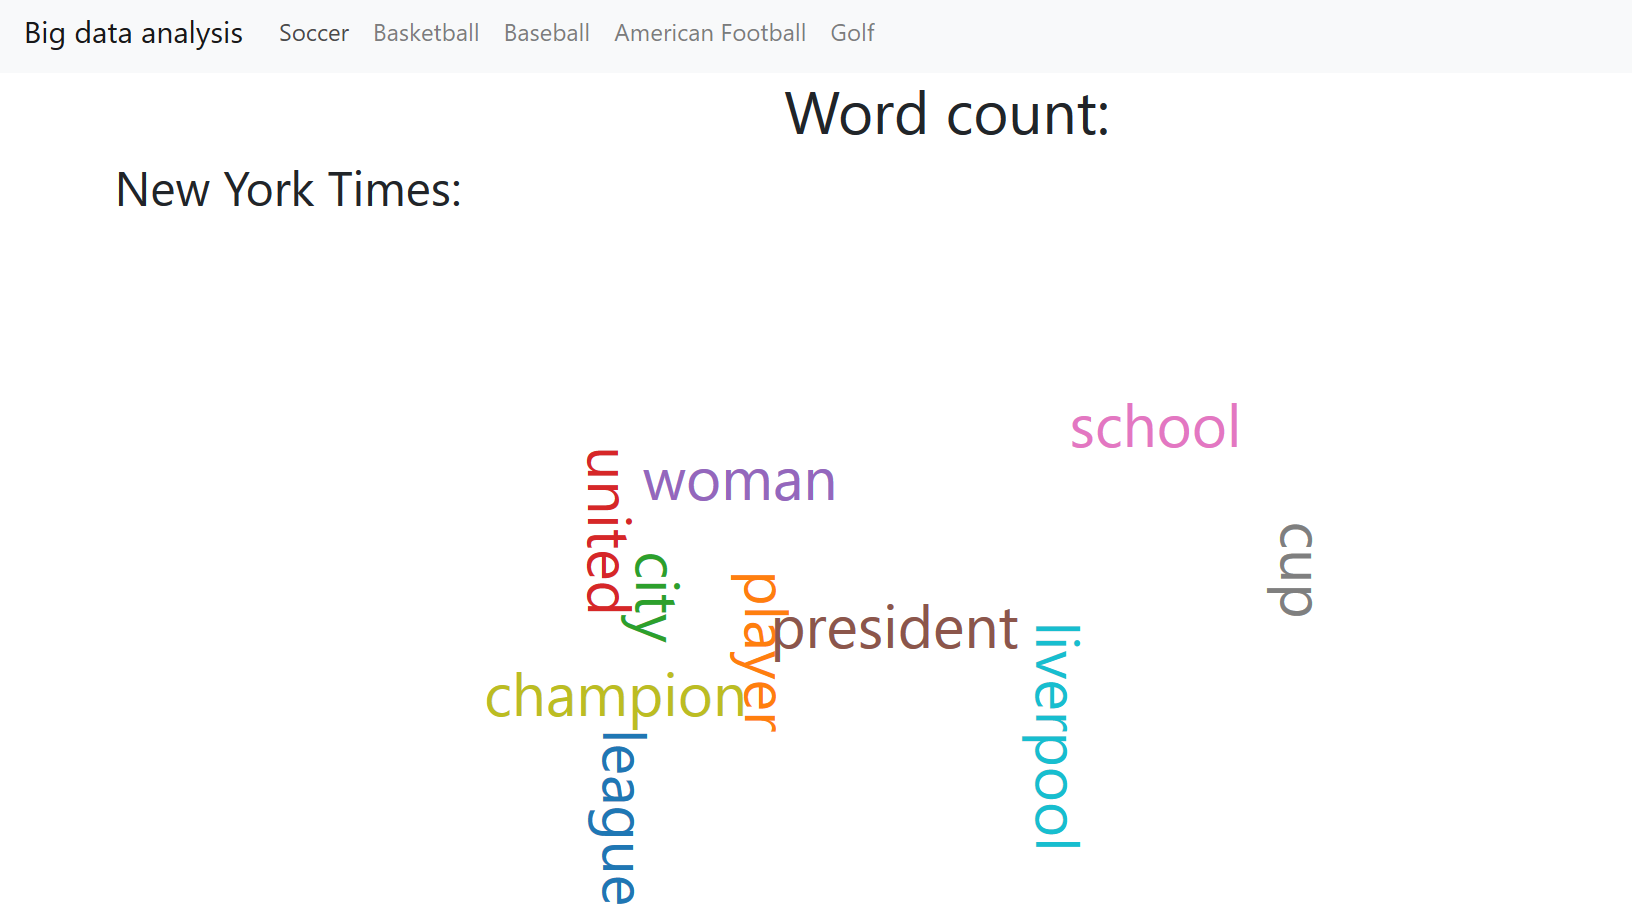 Big data analysis Soccer Basketball Baseball American Football Golf
Word count:
New York Times:
school
united
woman
cup
city
player
president
liverpool
champion
league